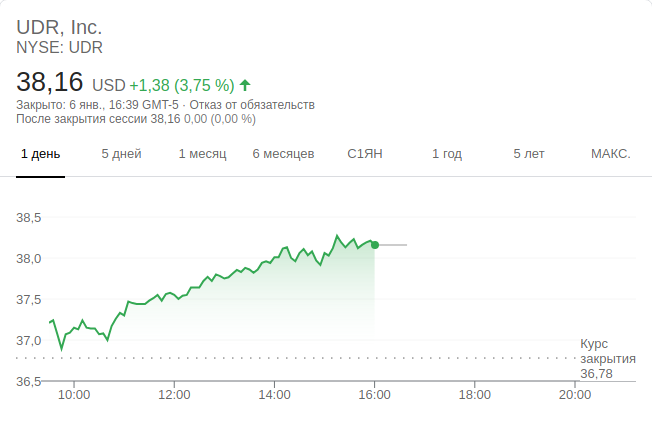 UDR, Inc.
NYSE: UDR
38,16 USD +1,38 (3,75 %)
Закрыто: 6 янв., 16:39 GMT-5 · Отказ от обязательств
После закрытия сессии 38,16 0,00 (0,00 %)
1 день 5 дней 1 месяц 6 месяцев С1ЯН 1 год 5 лет МАКС.
38,5
38,0
37,5
37,0
Курс
закрытия
36,78
36,5
10:00 12:00 14:00 16:00 18:00 20:00